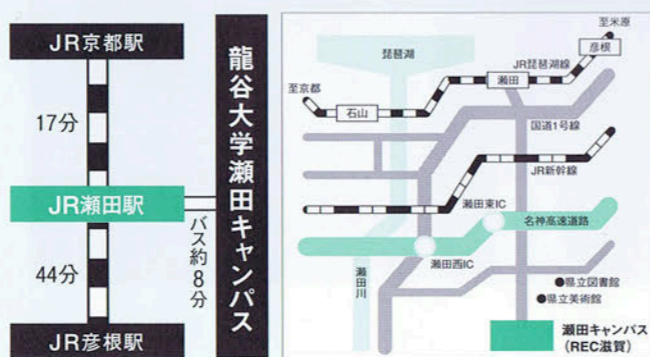 JR京都駅
17分
JR瀬田駅
44分
JR彦根駅
バス約8分
龍谷大学瀬田キャンパス
至米原
彦根
琵琶湖
JR琵琶湖線
瀬田
至京都
石山
国道1号線
JR新幹線
瀬田東IC
名神高速道路
瀬田西IC
瀬田川
●県立図書館
●県立美術館
瀬田キャンパス
(REC滋賀)